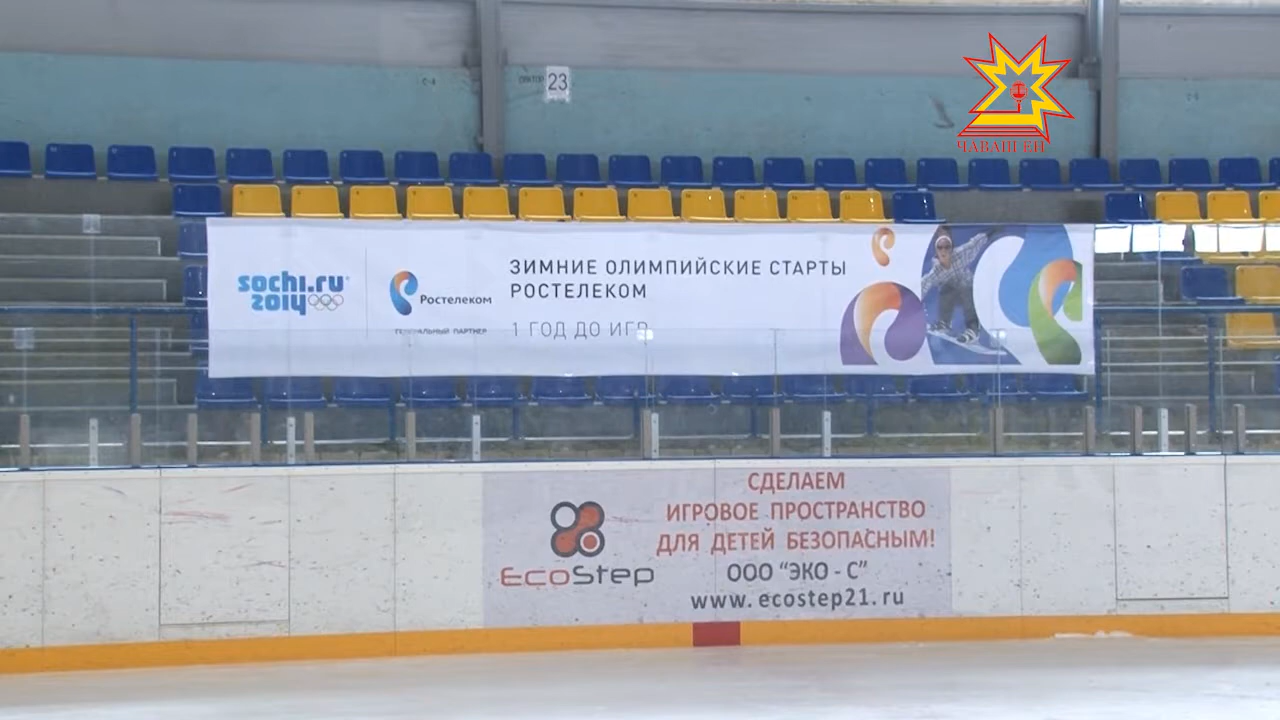 23
ЧАВАШ ЕН
sochi.ru
2014
Ростелеком
ГЕНЕРАЛЬНЫЙ ПАРТНЕР
ЗИМНИЕ ОЛИМПИЙСКИЕ СТАРТЫ
РОСТЕЛЕКОМ
1 ГОД ДО ИГР
EcoStep
СДЕЛАЕМ
ИГРОВОЕ ПРОСТРАНСТВО
ДЛЯ ДЕТЕЙ БЕЗОПАСНЫМ!
ООО “ЭКО - С”
www. ecostep21. ru